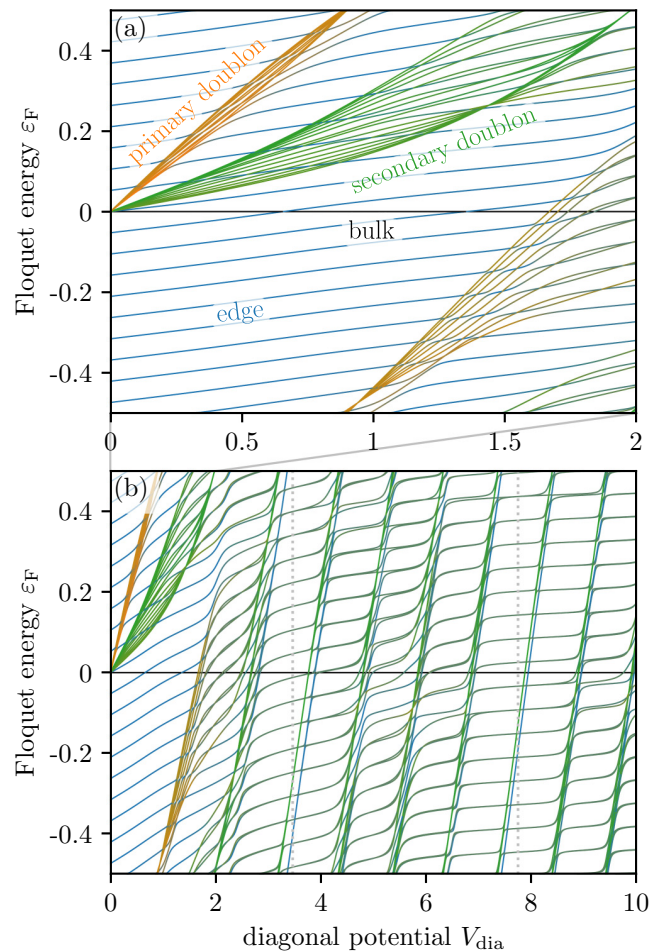 (a)
primary doublon
secondary doublon
bulk
edge
Floquet energy εF
0.4
0.2
0
-0.2
-0.4
0
0.5
1
1.5
2
(b)
Floquet energy εF
0.4
0.2
0
-0.2
-0.4
0
2
4
6
8
10
diagonal potential Vdia